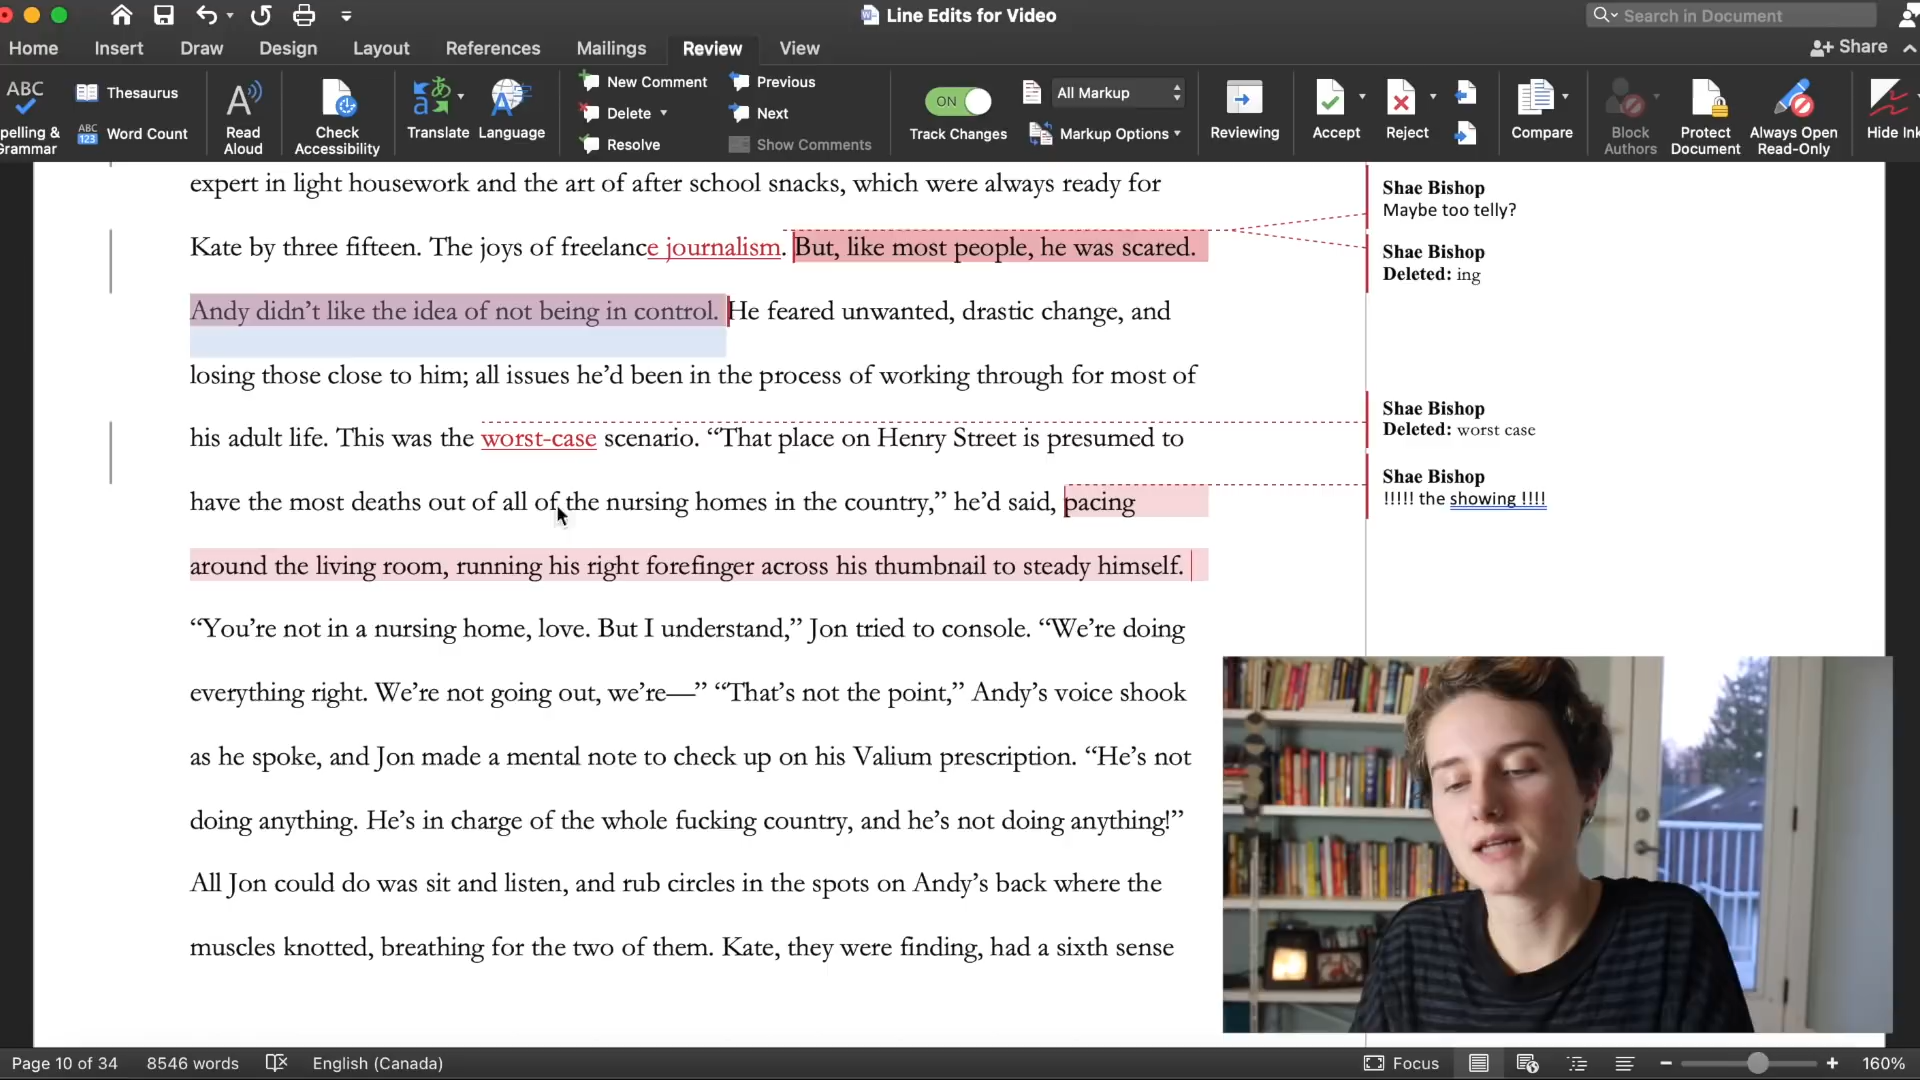 Line Edits for Video
Search in Document
Home Insert Draw Design Layout References Mailings Review View Share
ABC
pelling &
Grammar
Thesaurus
ABC
123
Word Count
A
Read
Aloud
Check
Accessibility
Translate
Language
New Comment
Delete
Resolve
Previous
Next
Show Comments
ON
Track Changes
All Markup
Markup Options
Reviewing
Accept
Reject
Compare
Block
Authors
Protect
Document
Always Open
Read-Only
Hide Ink
expert in light housework and the art of after school snacks, which were always ready for
Kate by three fifteen. The joys of freelance journalism. But, like most people, he was scared.
Andy didn’t like the idea of not being in control. He feared unwanted, drastic change, and
losing those close to him; all issues he’d been in the process of working through for most of
his adult life. This was the worst-case scenario. “That place on Henry Street is presumed to
have the most deaths out of all of the nursing homes in the country,” he’d said, pacing
around the living room, running his right forefinger across his thumbnail to steady himself.
“You’re not in a nursing home, love. But I understand,” Jon tried to console. “We’re doing
everything right. We’re not going out, we’re—” “That’s not the point,” Andy’s voice shook
as he spoke, and Jon made a mental note to check up on his Valium prescription. “He’s not
doing anything. He’s in charge of the whole fucking country, and he’s not doing anything!”
All Jon could do was sit and listen, and rub circles in the spots on Andy’s back where the
muscles knotted, breathing for the two of them. Kate, they were finding, had a sixth sense
Shae Bishop
Maybe too telly?
Shae Bishop
Deleted: ing
Shae Bishop
Deleted: worst case
Shae Bishop
!!!!! the showing !!!!
Page 10 of 34 8546 words English (Canada) Focus 160%